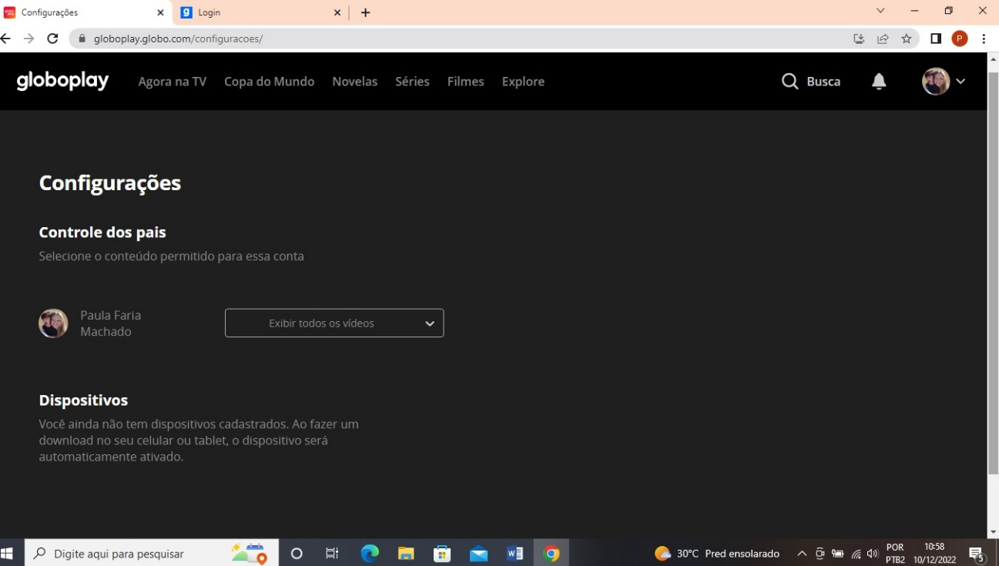 Configurações
Login
globoplay.globo.com/configuracoes/
P
globoplay Agora na TV Copa do Mundo Novelas Séries Filmes Explore Busca
Configurações
Controle dos pais
Selecione o conteúdo permitido para essa conta
Paula Faria
Machado
Exibir todos os vídeos
Dispositivos
Você ainda não tem dispositivos cadastrados. Ao fazer um
download no seu celular ou tablet, o dispositivo será
automaticamente ativado.
Digite aqui para pesquisar
30°C Pred ensolarado
POR
PTB2
10:58
10/12/2022
5